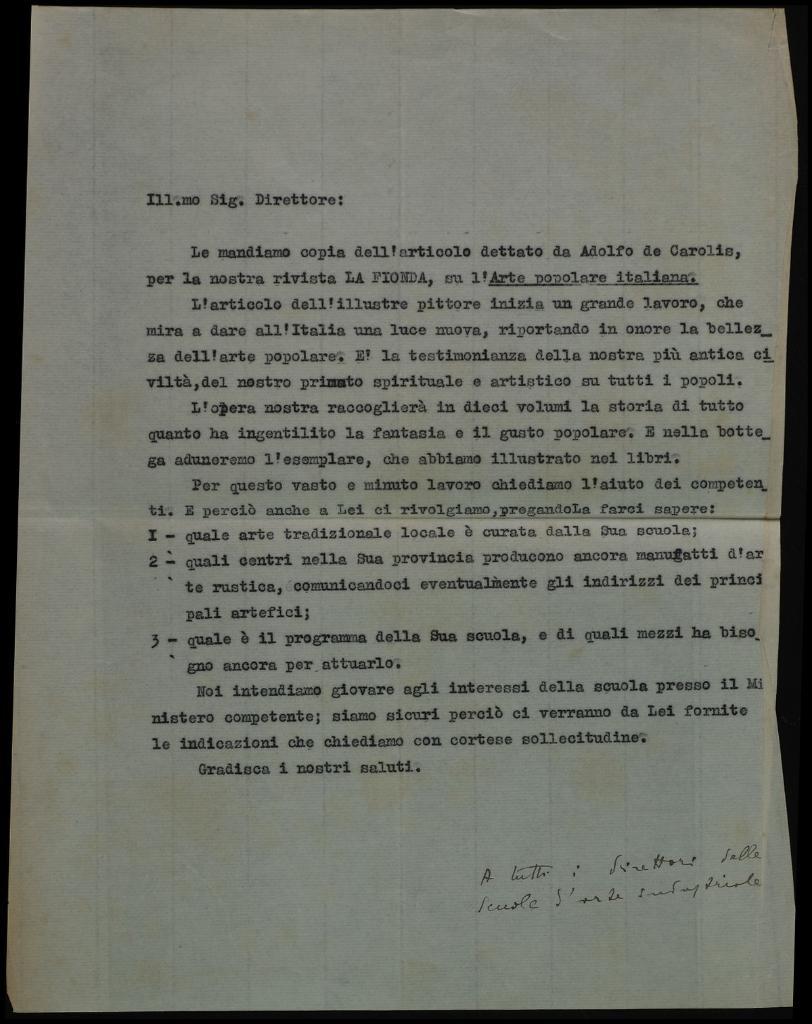 Ill.mo Sig. Direttore:
Le mandiamo copia dell'articolo dettato da Adolfo de Carolis,
per la nostra rivista LA FIONDA, su l'Arte popolare italiana.
L'articolo dell'illustre pittore inizia un grande lavoro, che
mira a dare all'Italia una luce nuova, riportando in onore la bellez_
za dell'arte popolare. E' la testimonianza della nostra più antica ci
viltà,del nostro primato spirituale e artistico su tutti i popoli.
L'opera nostra raccoglierà in dieci volumi la storia di tutto
quanto ha ingentilito la fantasia e il gusto popolare. E nella botte_
ga aduneremo l'esemplare, che abbiamo illustrato nei libri.
Per questo vasto e minuto lavoro chiediamo l'aiuto dei competen_
ti. E perciò anche a Lei ci rivolgiamo,pregandoLa farci sapere:
I - quale arte tradizionale locale è curata dalla Sua scuola;
2 - quali centri nella Sua provincia producono ancora manufatti d'ar
te rustica, comunicandoci eventualmente gli indirizzi dei princi
pali artefici;
3 - quale è il programma della Sua scuola, e di quali mezzi ha biso_
gno ancora per attuarlo.
Noi intendiamo giovare agli interessi della scuola presso il Mi
nistero competente; siamo sicuri perciò ci verranno da Lei fornite
le indicazioni che chiediamo con cortese sollecitudine.
Gradisca i nostri saluti.
A tutti i direttori delle
scuole d'arte industriale